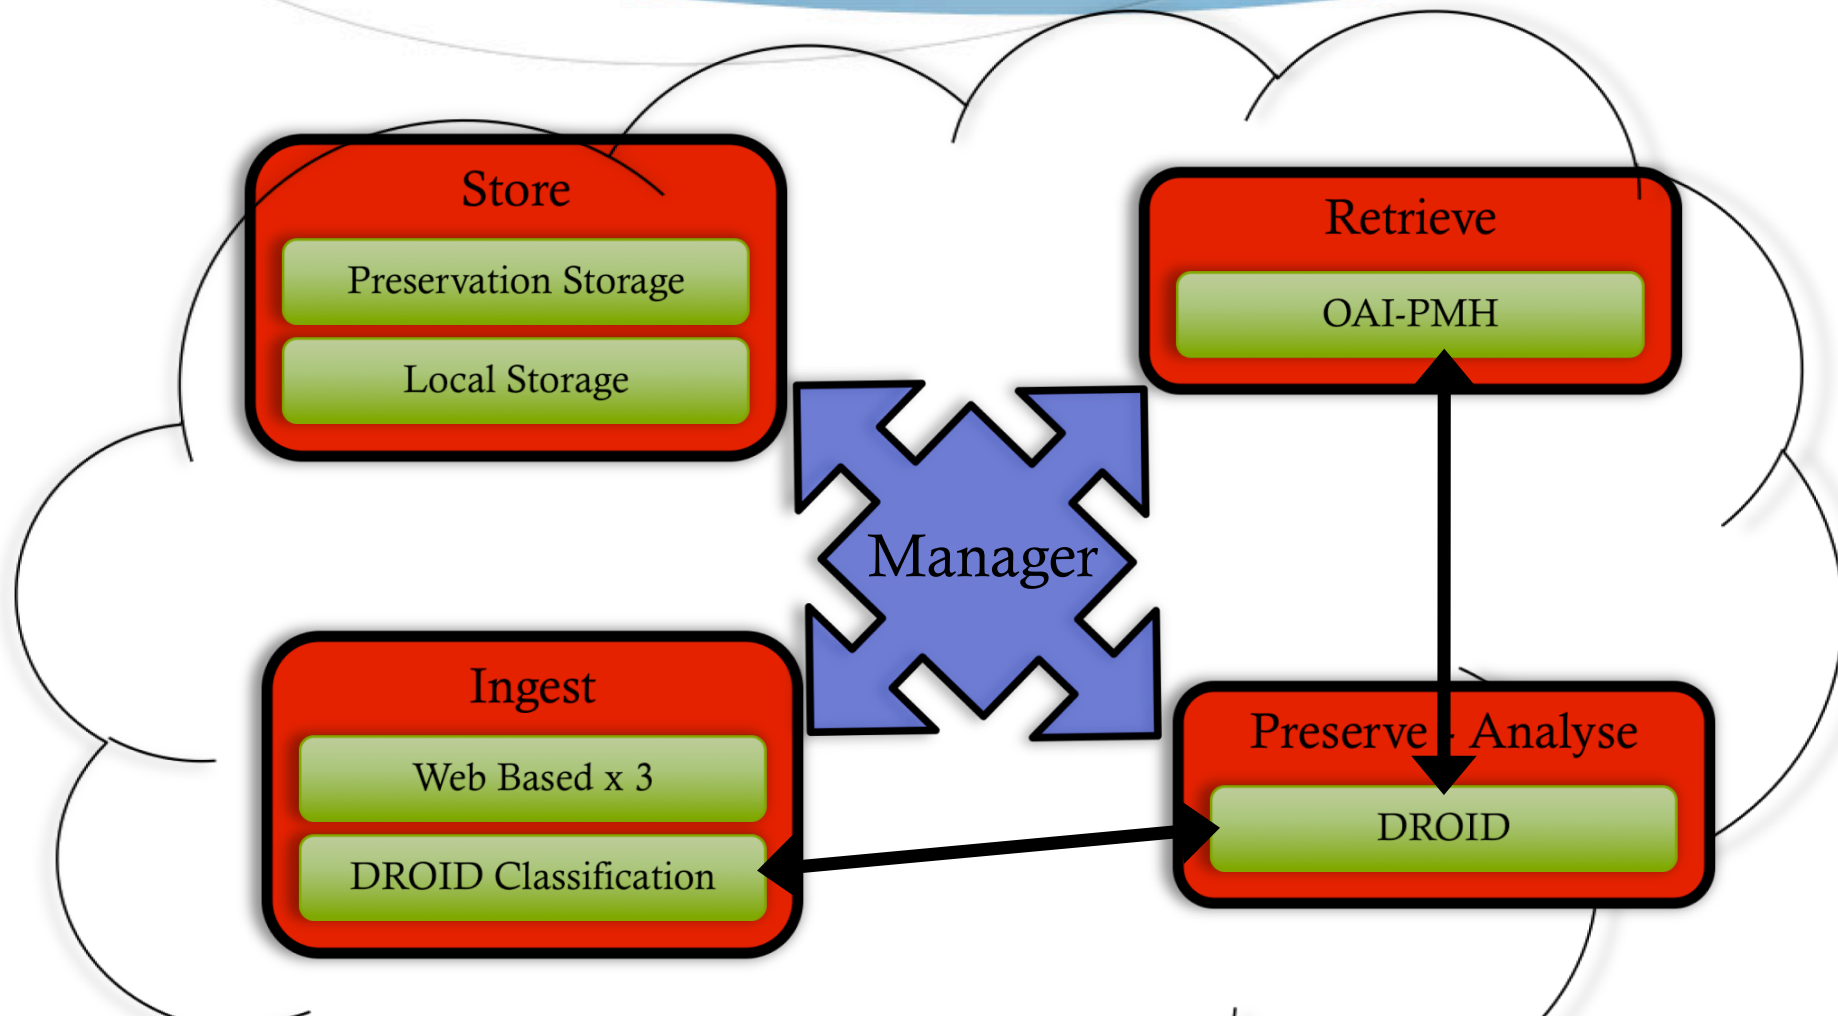 Store
Preservation Storage
Local Storage
Retrieve
OAI-PMH
Manager
Ingest
Web Based x 3
DROID Classification
Preserve - Analyse
DROID